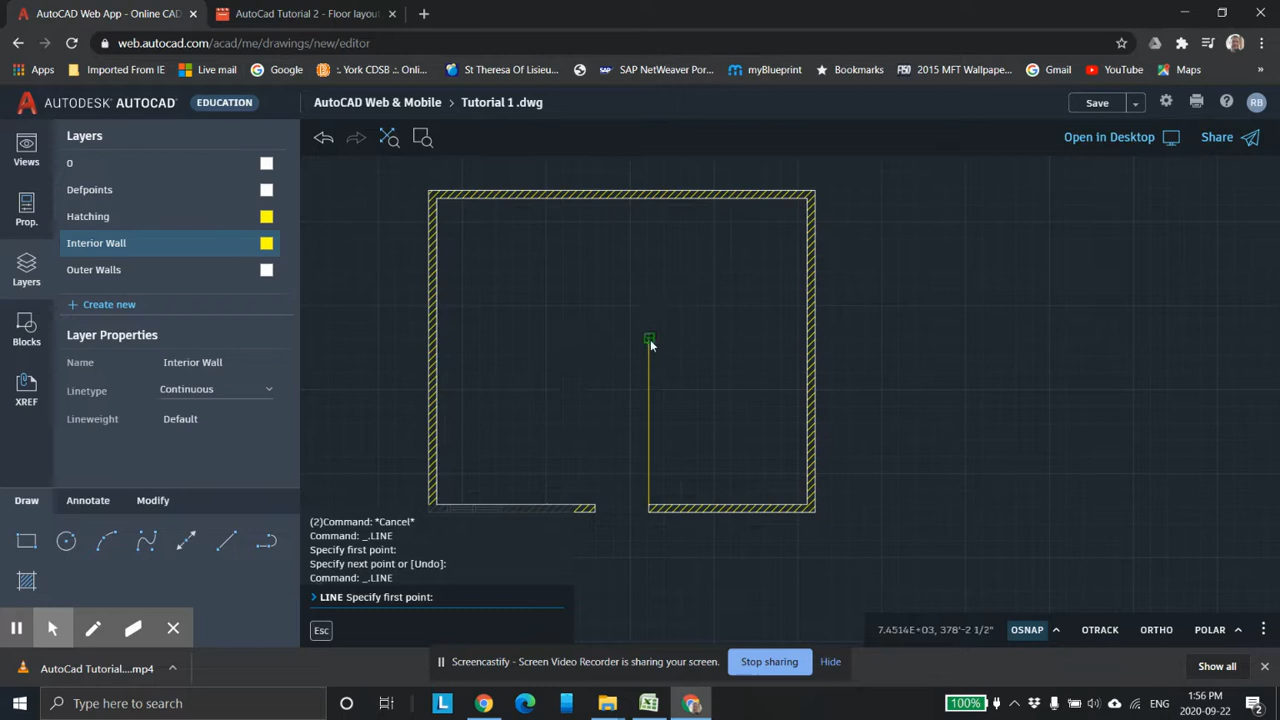 AutoCAD Web App - Online CAD
AutoCad Tutorial 2 - Floor layou
web.autocad.com/acad/me/drawings/new/editor
Apps
Imported From IE
Live mail
Google
: York CDSB .:. Onli...
St Theresa Of Lisieu...
SAP NetWeaver Por...
myBlueprint
Bookmarks
2015 MFT Wallpape...
Gmail
YouTube
Maps
AUTODESK® AUTOCAD®
EDUCATION
AutoCAD Web & Mobile > Tutorial 1 .dwg
Save
RB
Views
Prop.
Layers
Blocks
XREF
Layers
0
Defpoints
Hatching
Interior Wall
Outer Walls
+ Create new
Layer Properties
Name Interior Wall
Linetype Continuous
Lineweight Default
Open in Desktop
Share
Draw
Annotate
Modify
(2)Command: *Cancel*
Command: _.LINE
Specify first point:
Specify next point or [Undo]:
Command: _.LINE
> LINE Specify first point:
Esc
7.4514E+03, 378'-2 1/2"
OSNAP
OTRACK
ORTHO
POLAR
AutoCad Tutorial....mp4
Screencastify - Screen Video Recorder is sharing your screen.
Stop sharing
Hide
Show all
Type here to search
100%
ENG
1:56 PM
2020-09-22
2